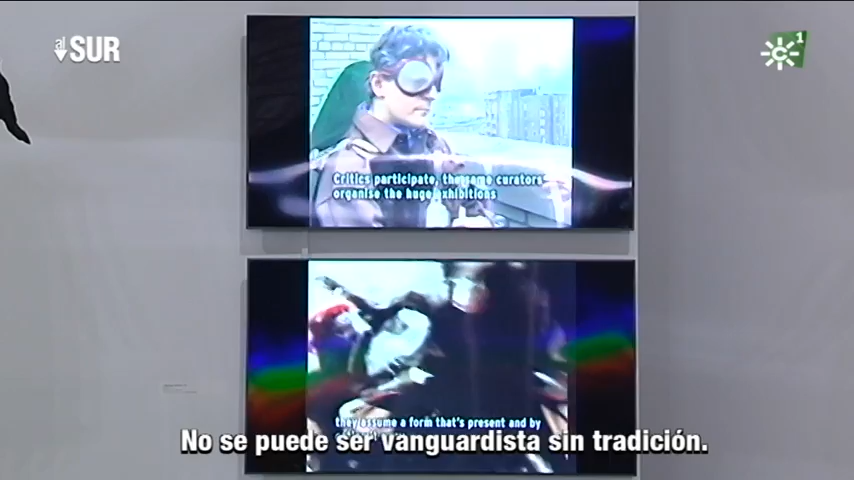 al SUR
1
Critics participate, the same curators
organise the huge exhibitions
they assume a form that's present and by
No se puede ser vanguardista sin tradición.